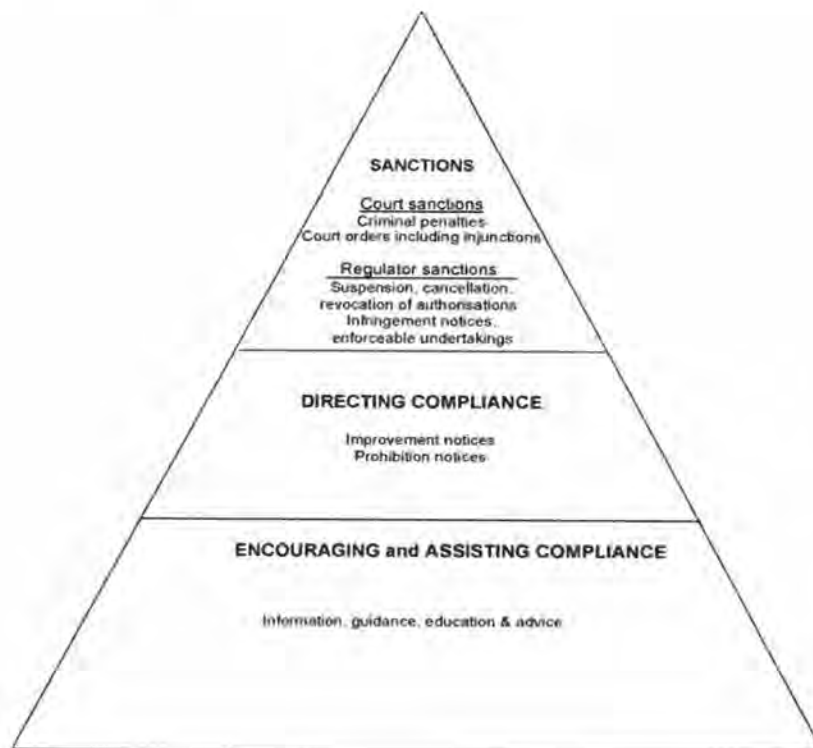 SANCTIONS
Court sanctions
Criminal penalties
Court orders including injunctions
Regulator sanctions
Suspension, cancellation,
revocation of authorisations
Infringement notices,
enforceable undertakings
DIRECTING COMPLIANCE
Improvement notices
Prohibition notices
ENCOURAGING and ASSISTING COMPLIANCE
Information, guidance, education & advice